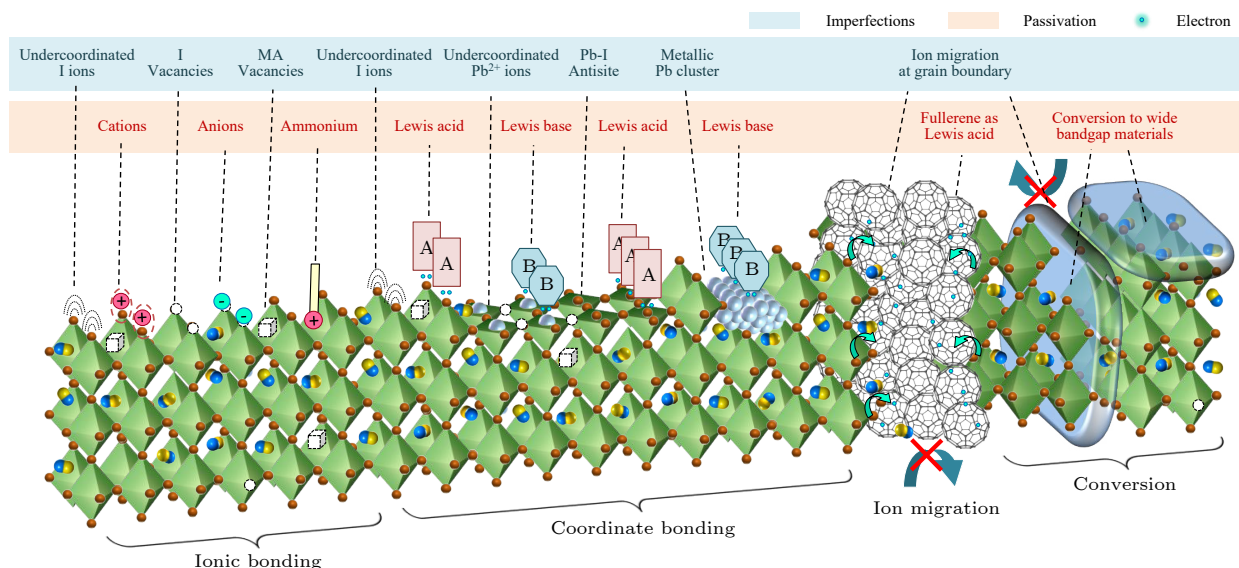 Imperfections Passivation Electron
Undercoordinated I Vacancies MA Vacancies Undercoordinated Undercoordinated Pb-I Metallic Ion migration
I ions Vacancies Vacancies I ions Pb²⁺ ions Antisite Pb cluster at grain boundary
Cations Anions Ammonium Lewis acid Lewis base Lewis acid Lewis base Fullerene as Conversion to wide
Lewis acid bandgap materials
A
A
B
B
A
A
A
B
B
B
+
+
-
-
+
Ionic bonding
Coordinate bonding
Ion migration
Conversion